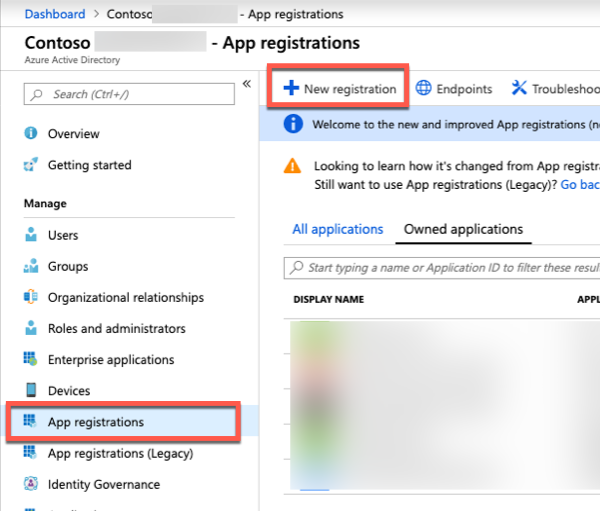 Dashboard > Contoso - App registrations
Contoso - App registrations
Azure Active Directory
Search (Ctrl+/)
«
Overview
Getting started
Manage
Users
Groups
Organizational relationships
Roles and administrators
Enterprise applications
Devices
App registrations
App registrations (Legacy)
Identity Governance
New registration
Endpoints
Troubleshoo
Welcome to the new and improved App registrations (n
Looking to learn how it's changed from App registra
Still want to use App registrations (Legacy)? Go bac
All applications
Owned applications
Start typing a name or Application ID to filter these resul
DISPLAY NAME
APPL